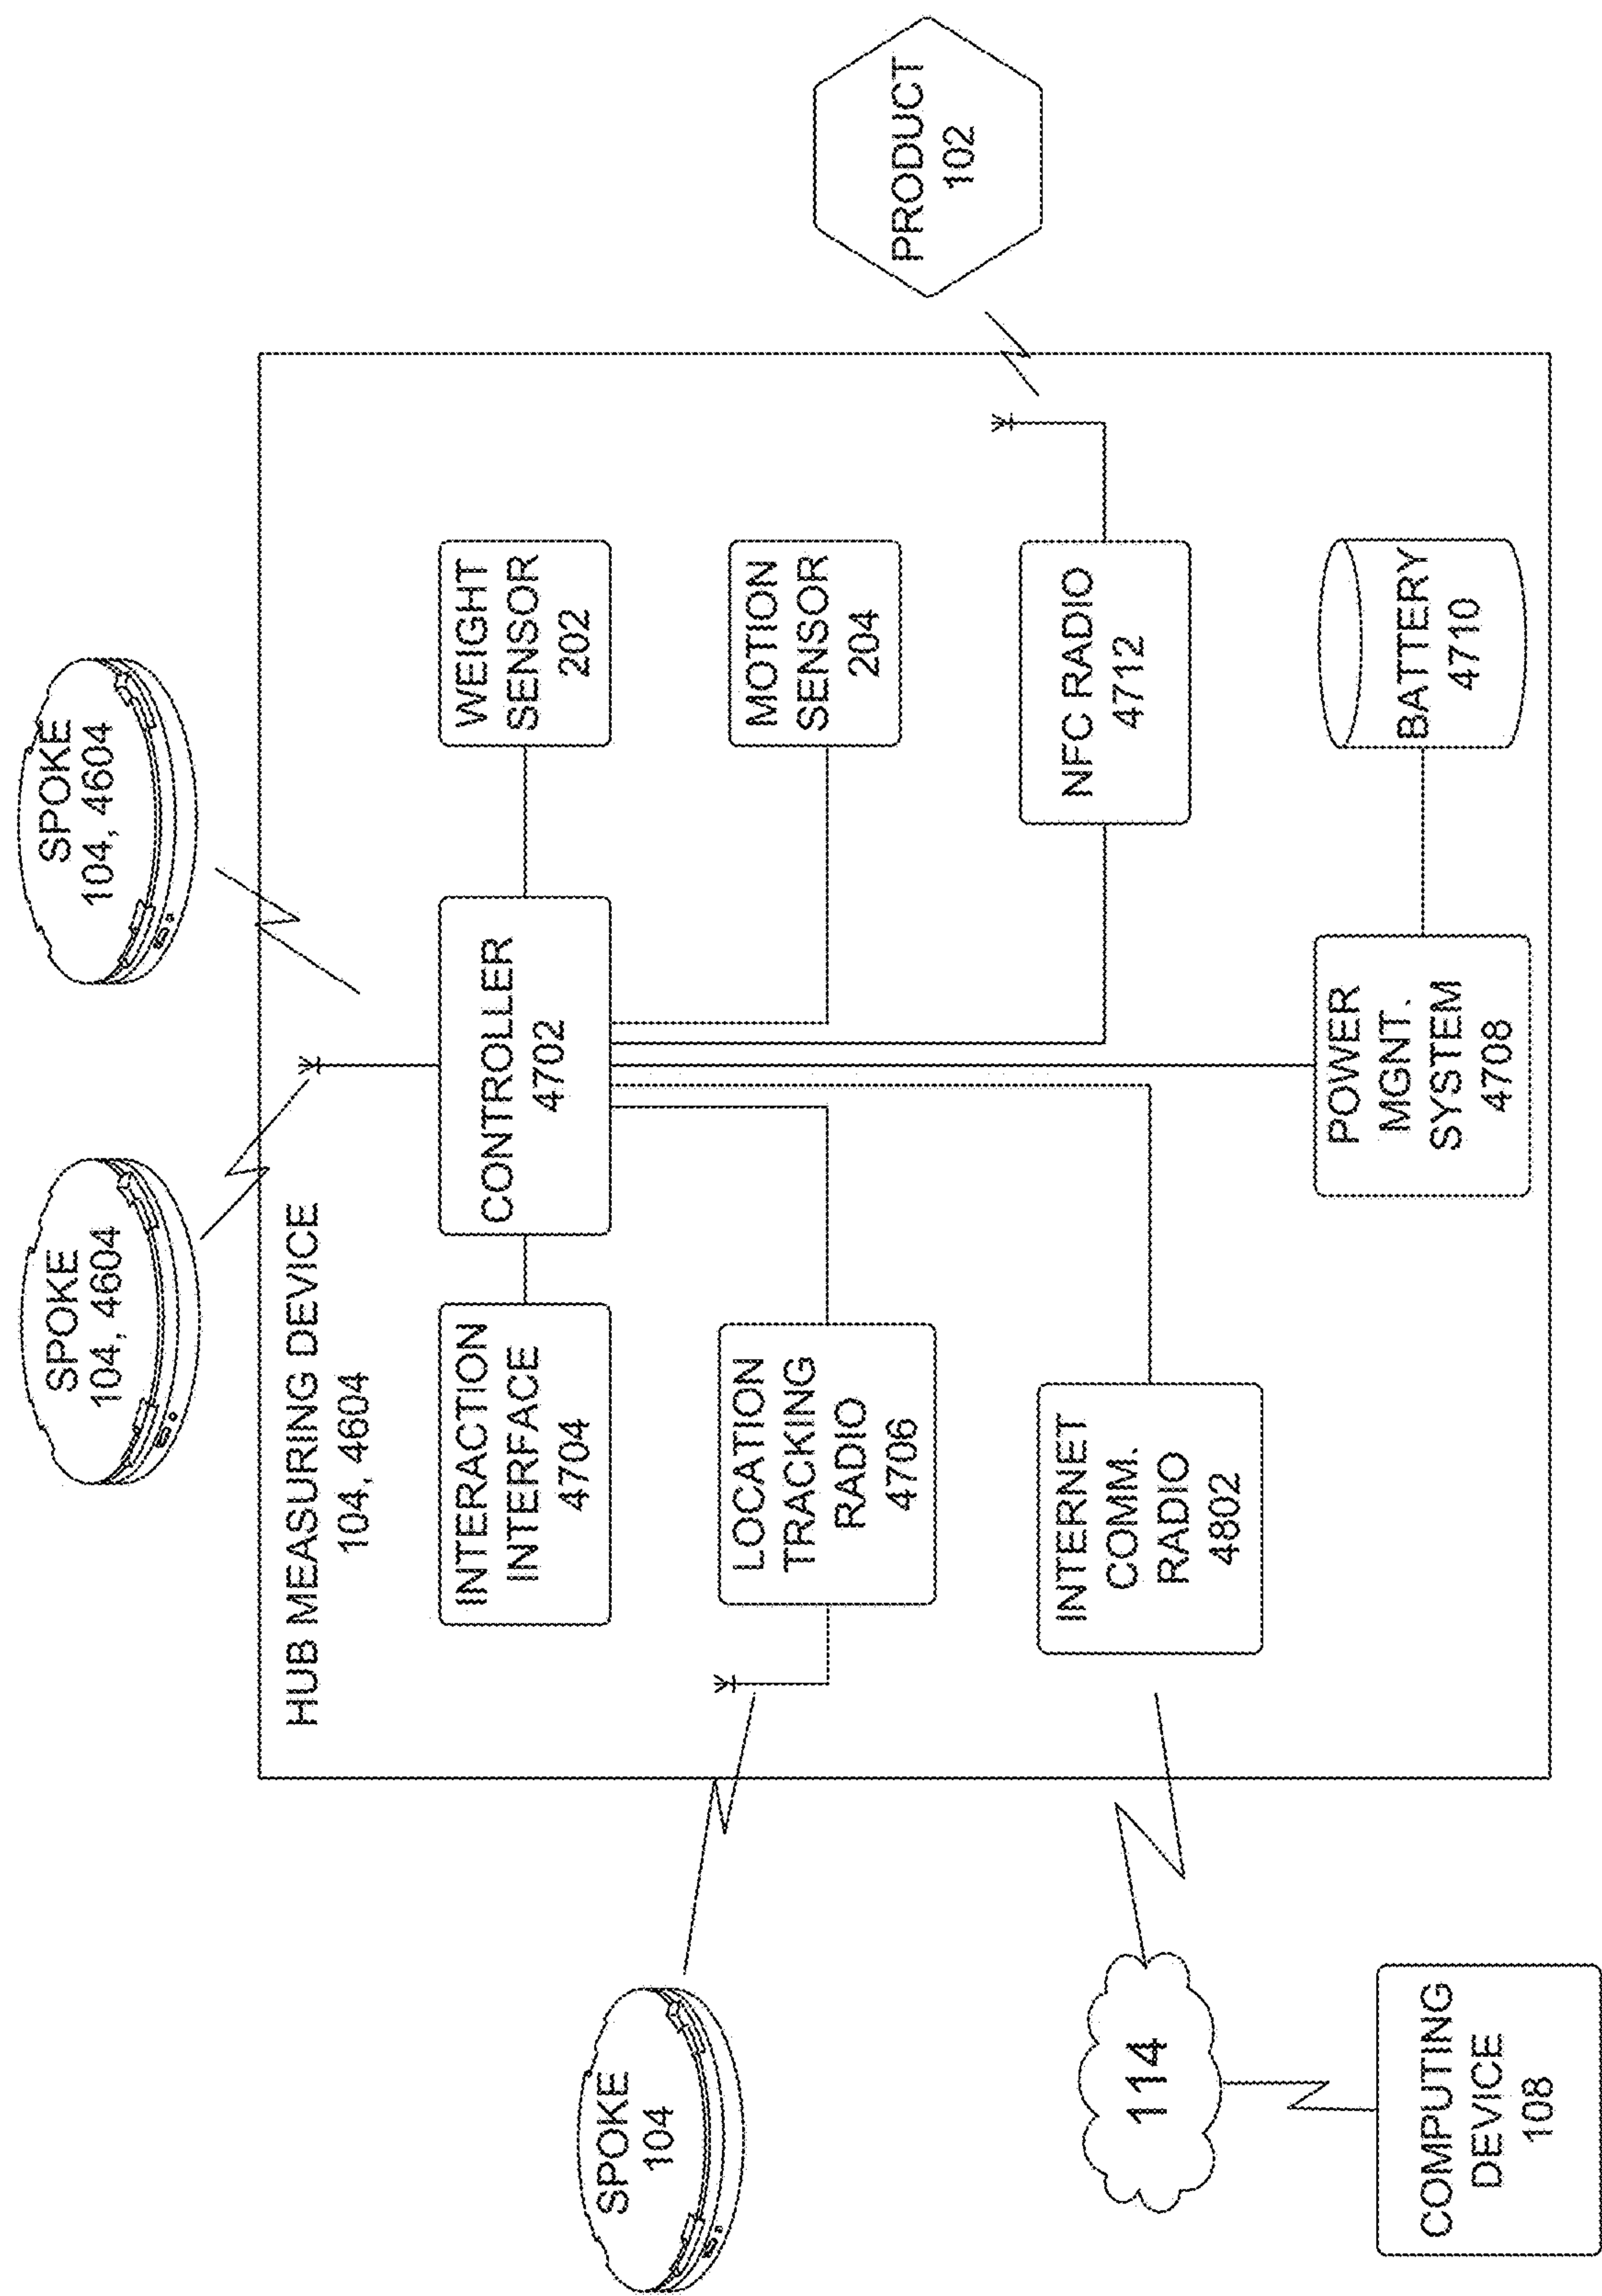 SPOKE
104, 4604
SPOKE
104, 4604
HUB MEASURING DEVICE
104, 4604
INTERACTION
INTERFACE
4704
CONTROLLER
4702
WEIGHT
SENSOR
202
SPOKE
104
LOCATION
TRACKING
RADIO
4706
MOTION
SENSOR
204
PRODUCT
102
INTERNET
COMM.
RADIO
4802
NFC RADIO
4712
114
POWER
MGNT.
SYSTEM
4708
BATTERY
4710
COMPUTING
DEVICE
108